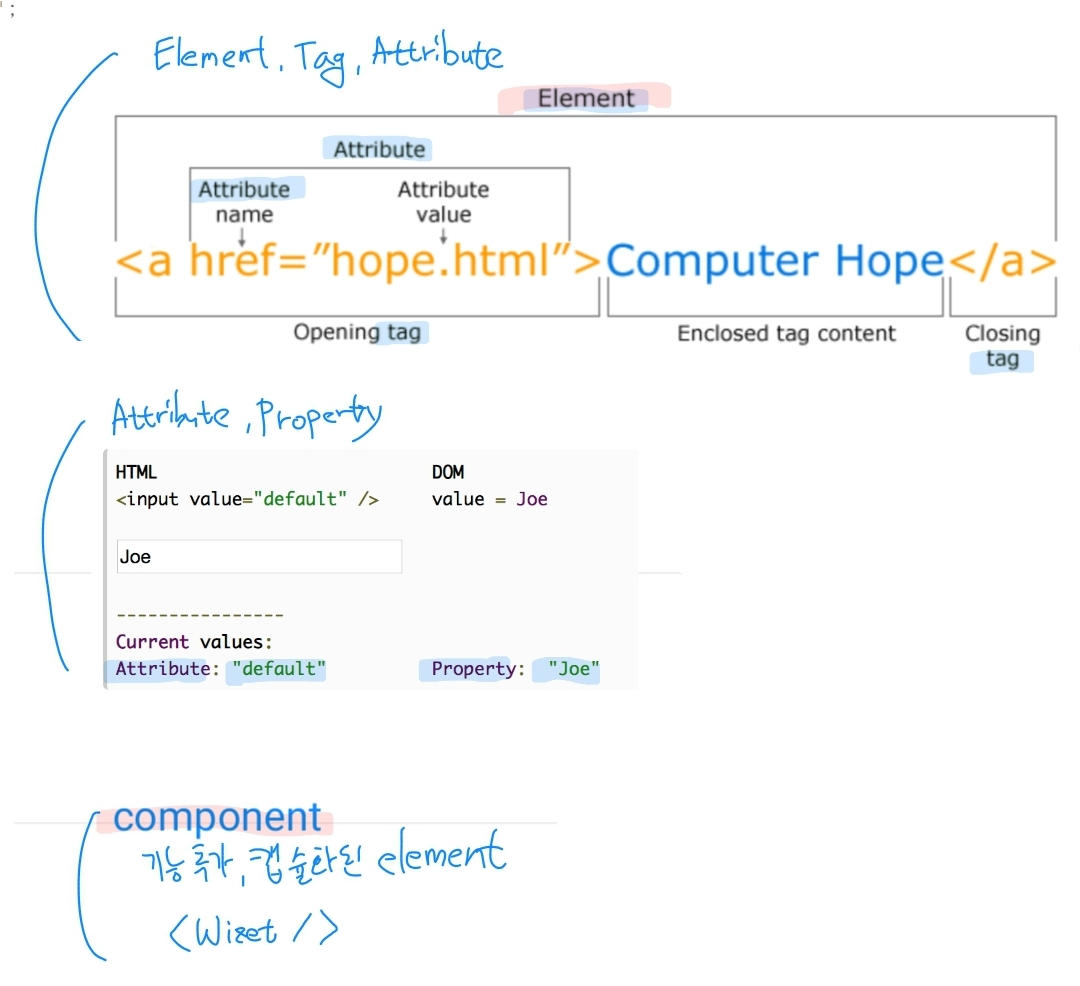 ' ;
Element, Tag, Attribute
Element
Attribute
Attribute name
Attribute value
<a href="hope.html">Computer Hope</a>
Opening tag
Enclosed tag content
Closing tag
Attribute, Property
HTML DOM
<input value="default" /> value = Joe
Joe
----------------
Current values:
Attribute: "default" Property: "Joe"
component
기능 특가, 캡슐화된 element
<Wizet />